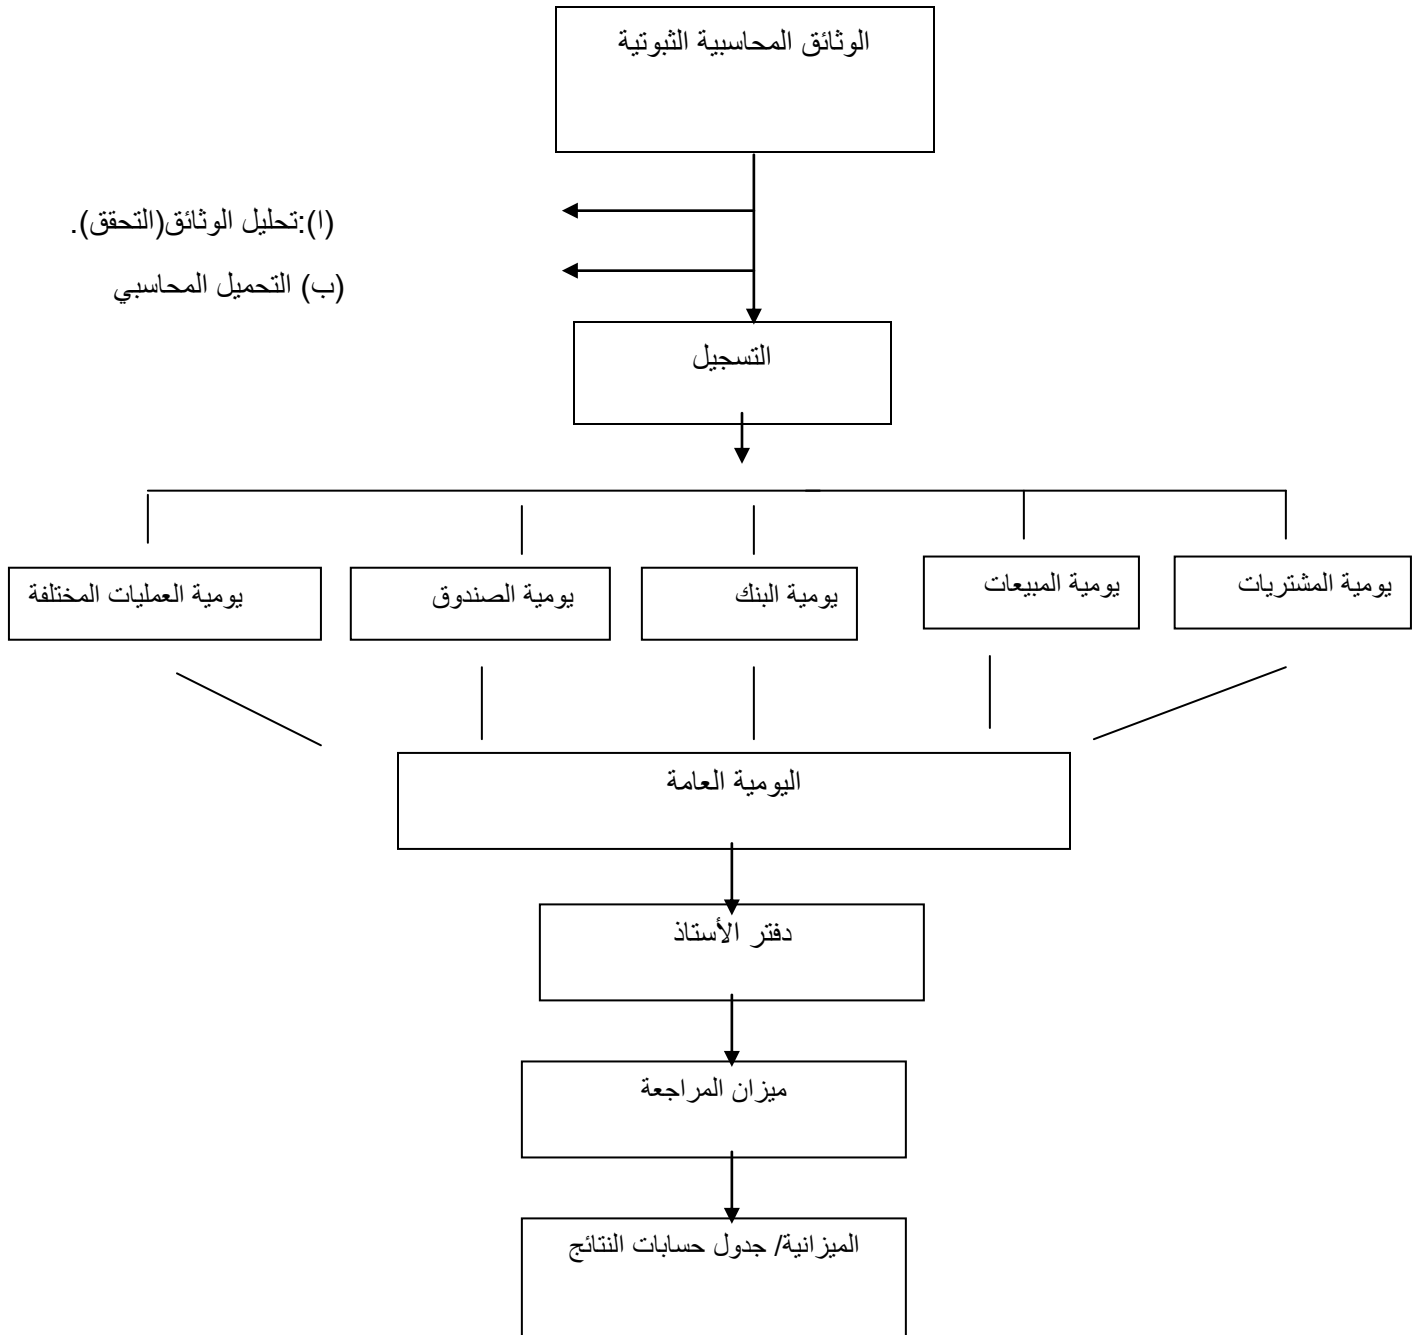 الوثائق المحاسبية الثبوتية
(ا):تحليل الوثائق(التحقق).
(ب) التحميل المحاسبي
التسجيل
يومية المشتريات
يومية المبيعات
يومية البنك
يومية الصندوق
يومية العمليات المختلفة
اليومية العامة
دفتر الأستاذ
ميزان المراجعة
الميزانية/ جدول حسابات النتائج